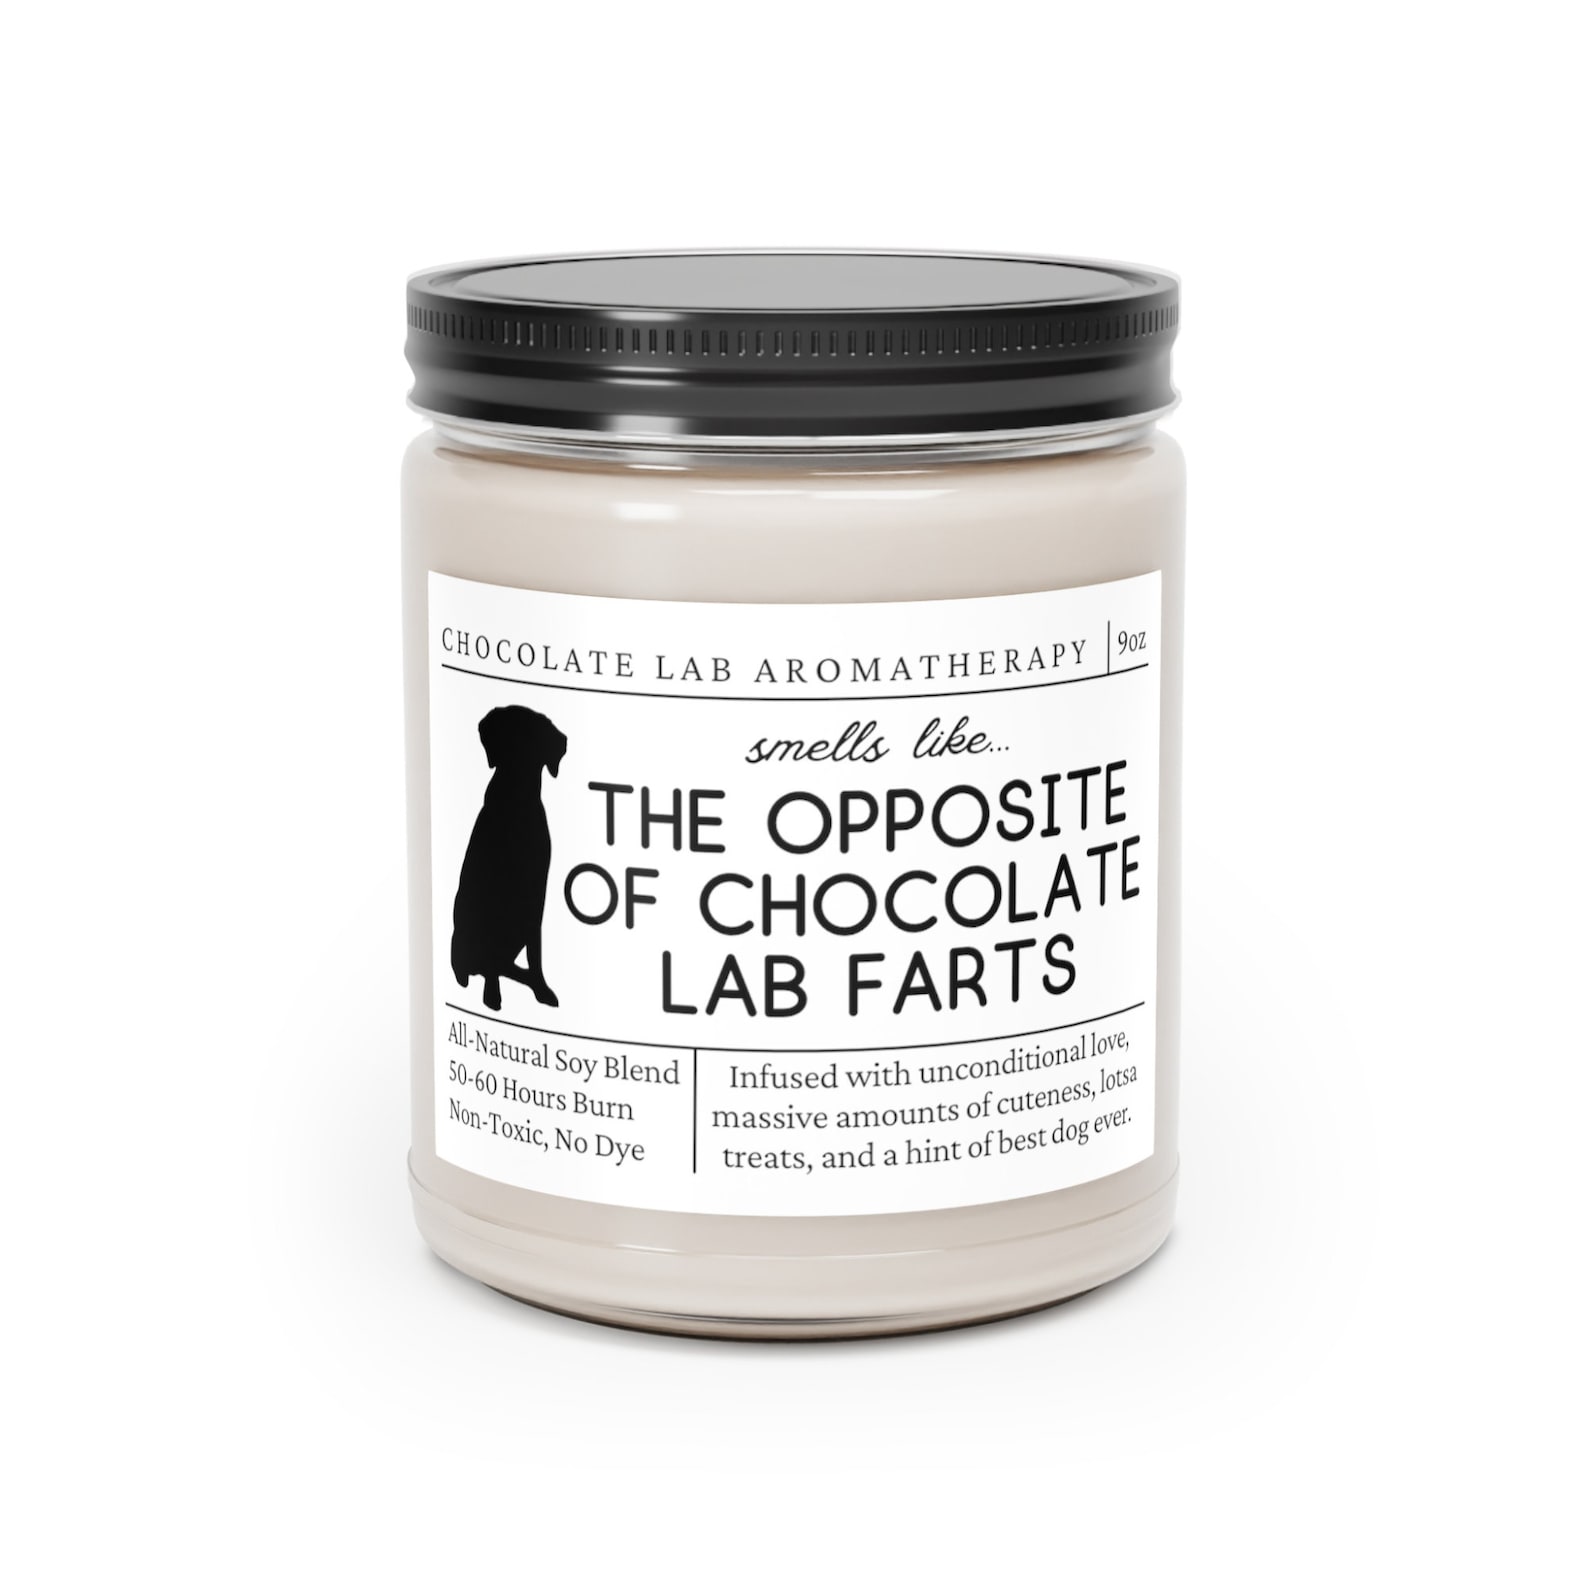 CHOCOLATE LAB AROMATHERAPY | 9oz
smells like...
THE OPPOSITE
OF CHOCOLATE
LAB FARTS
All-Natural Soy Blend
50-60 Hours Burn
Non-Toxic, No Dye
Infused with unconditional love,
massive amounts of cuteness, lotsa
treats, and a hint of best dog ever.